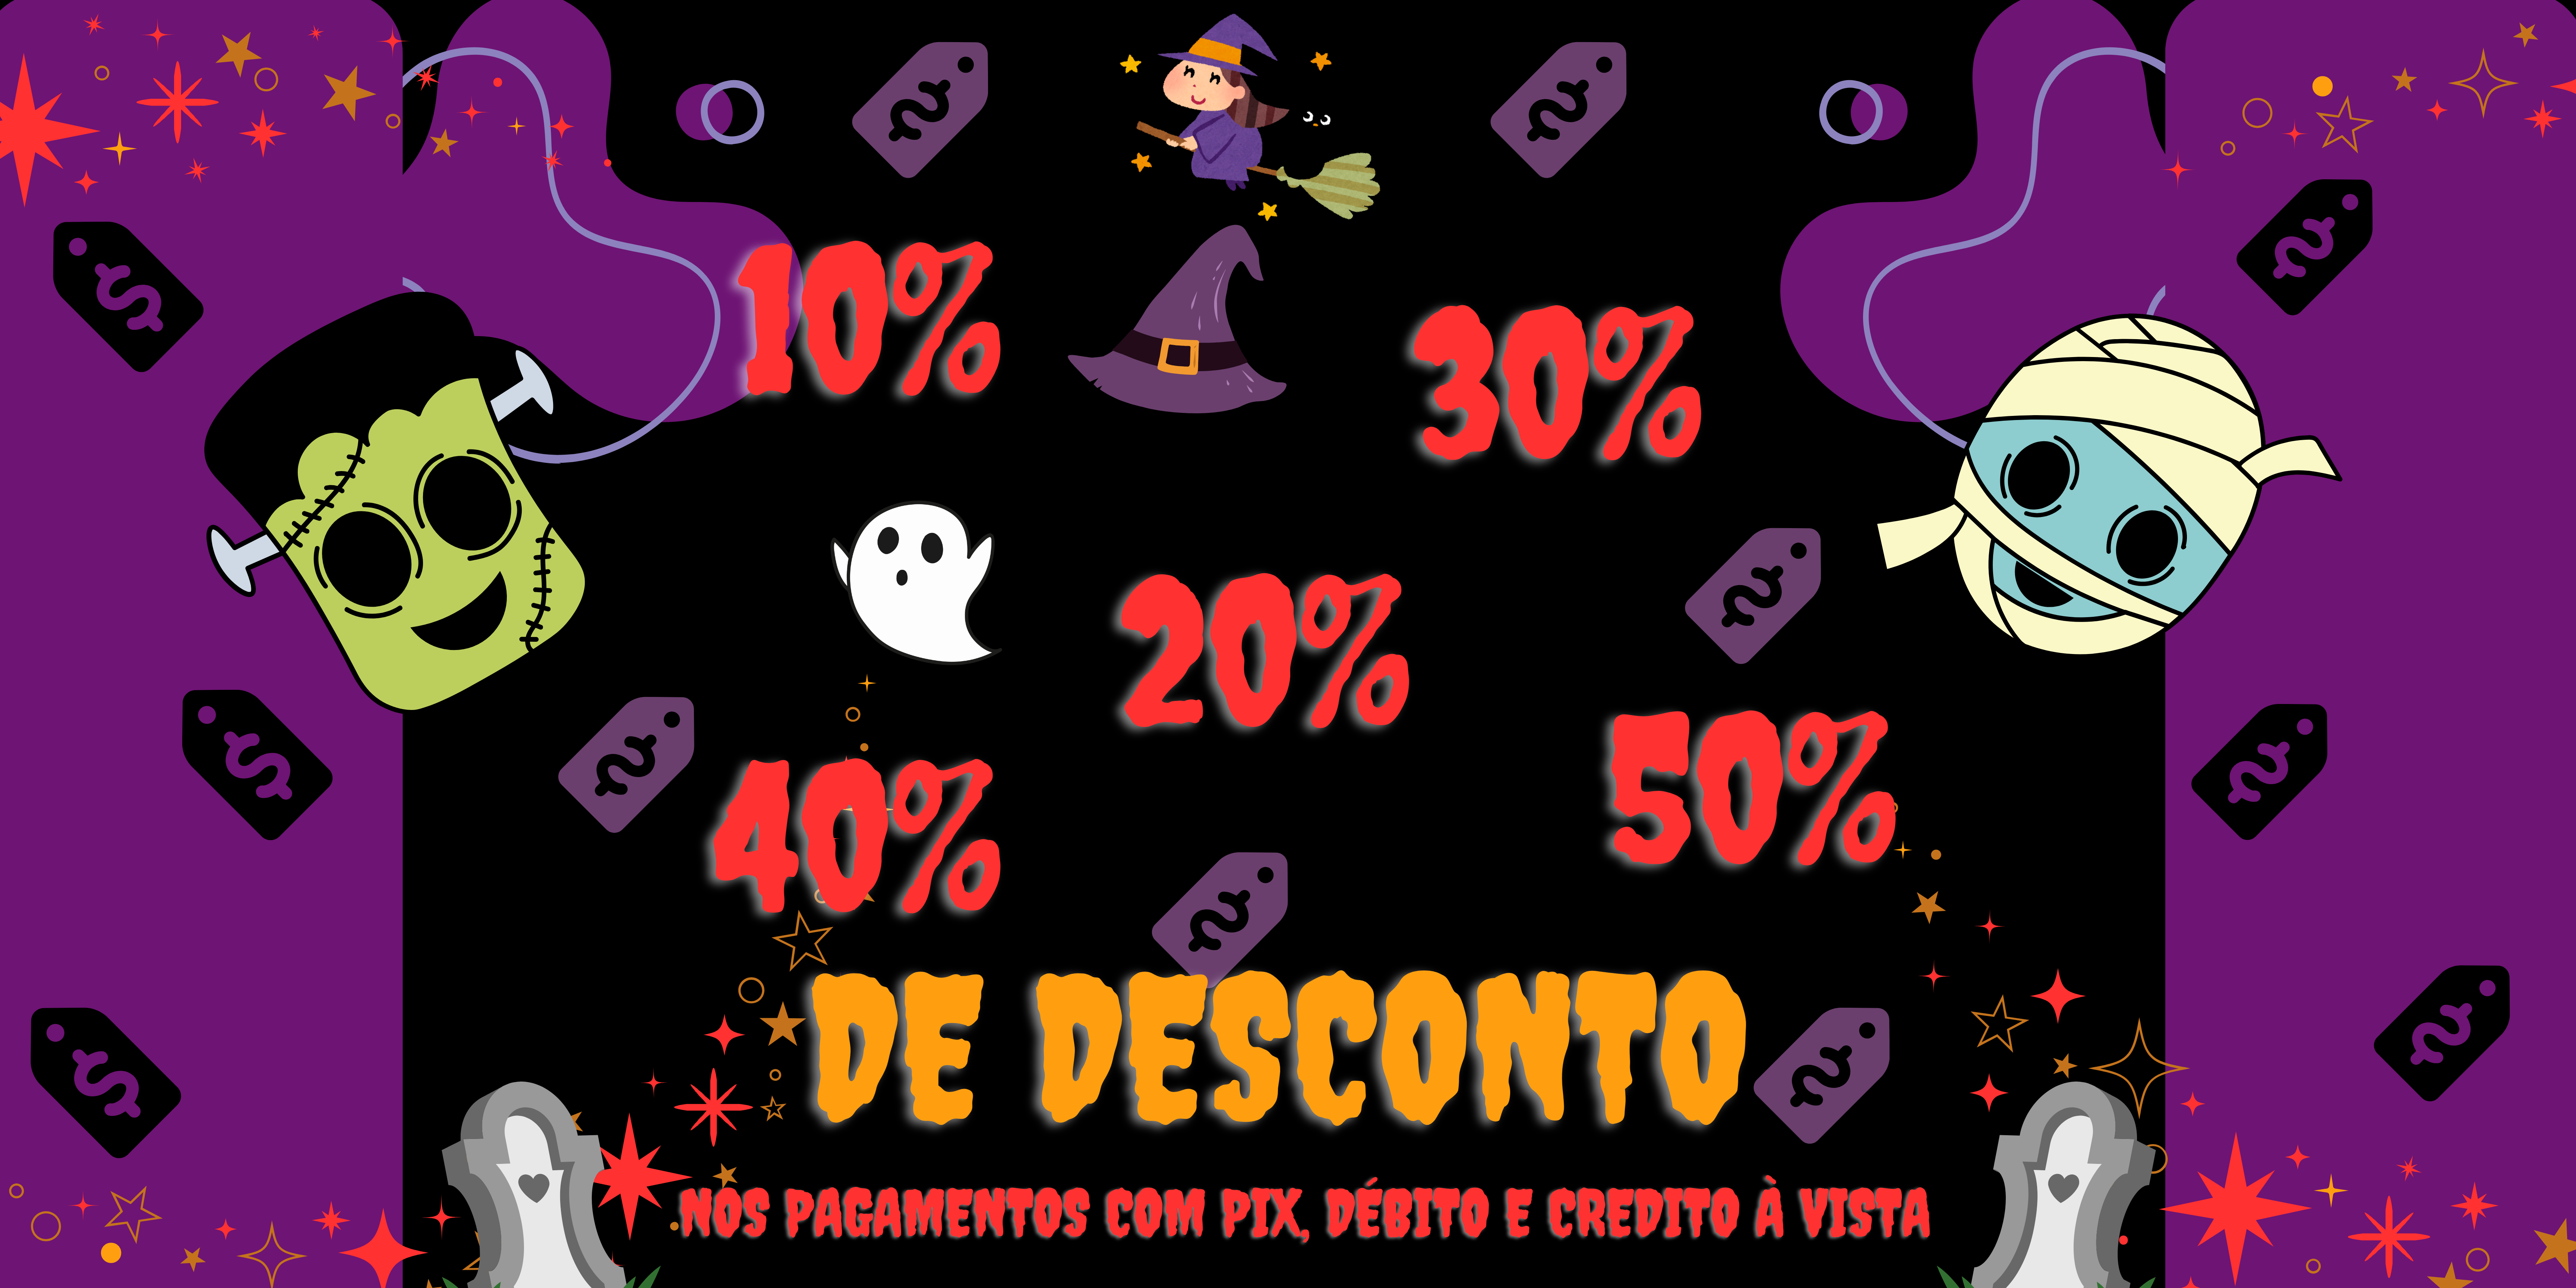 10%
30%
20%
40%
50%
DE DESCONTO
NOS PAGAMENTOS COM PIX, DÉBITO E CREDITO À VISTA